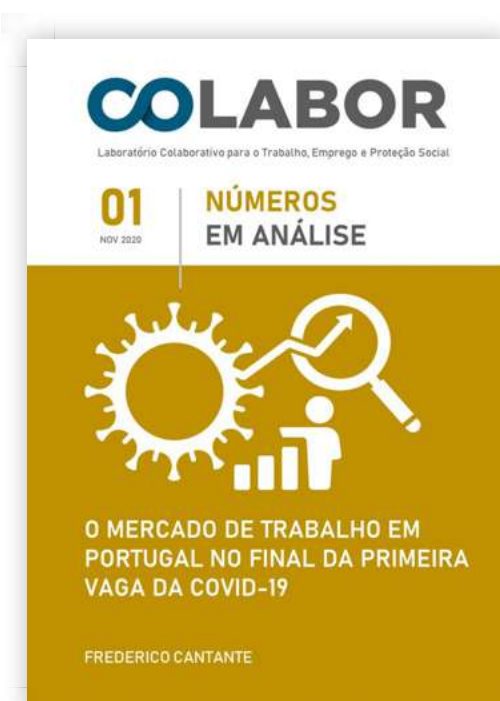 COLABOR
Laboratório Colaborativo para o Trabalho, Emprego e Proteção Social
01
NOV 2020
NÚMEROS
EM ANÁLISE
O MERCADO DE TRABALHO EM
PORTUGAL NO FINAL DA PRIMEIRA
VAGA DA COVID-19
FREDERICO CANTANTE